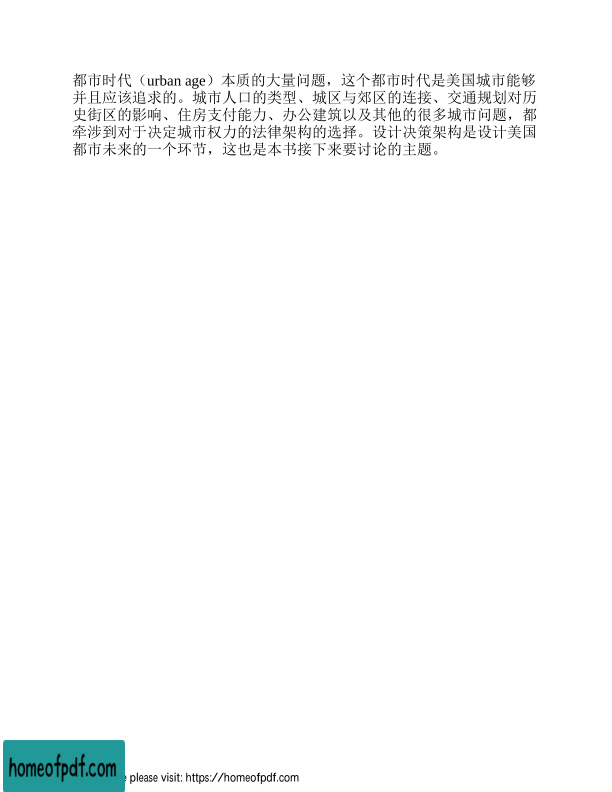 都市时代（urban age）本质的大量问题，这个都市时代是美国城市能够
并且应该追求的。城市人口的类型、城区与郊区的连接、交通规划对历
史街区的影响、住房支付能力、办公建筑以及其他的很多城市问题，都
牵涉到对于决定城市权力的法律架构的选择。设计决策架构是设计美国
都市未来的一个环节，这也是本书接下来要讨论的主题。
homeofpdf.com
e please visit: https://homeofpdf.com